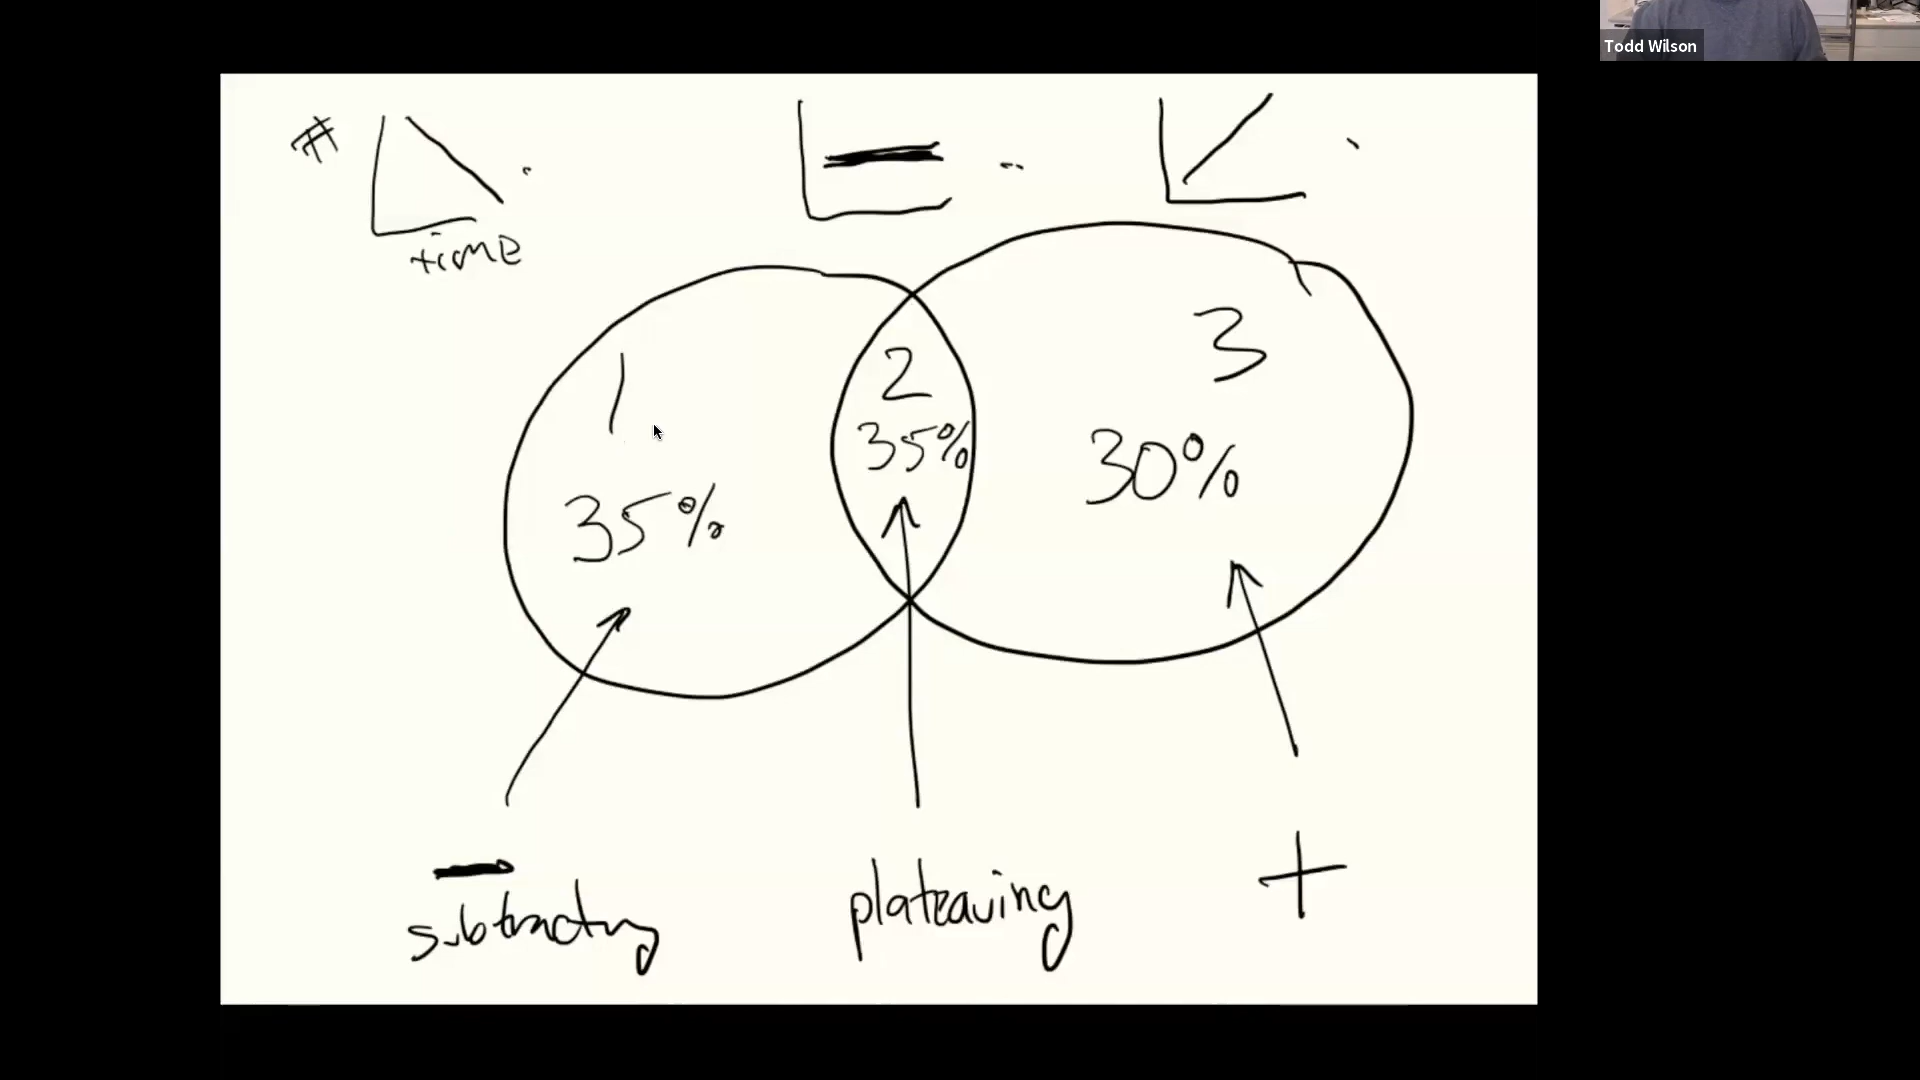 Todd Wilson
#
time
1
2
3
35%
35%
30%
-
+
subtracting
plateauing